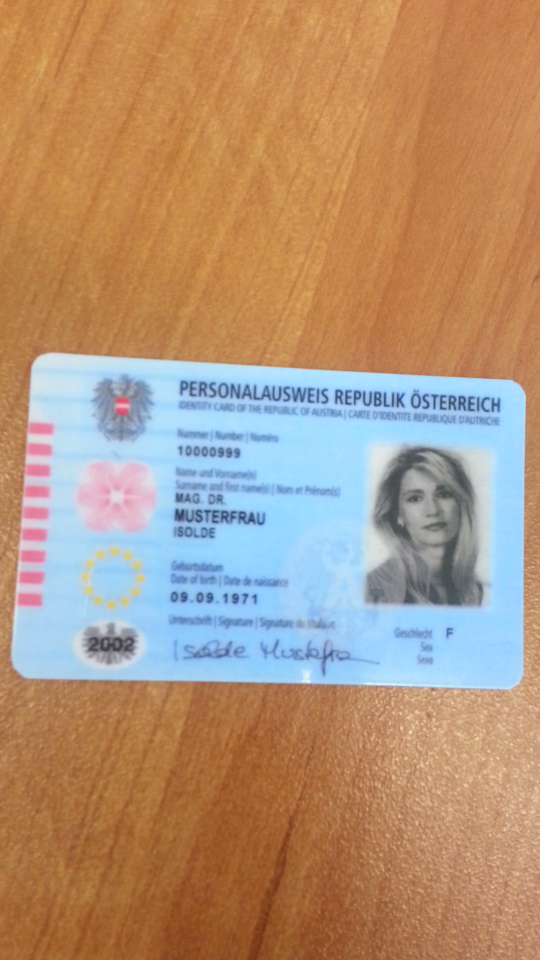 PERSONALAUSWEIS REPUBLIK ÖSTERREICH
IDENTITY CARD OF THE REPUBLIC OF AUSTRIA | CARTE D'IDENTITE REPUBLIQUE D'AUTRICHE
Nummer | Number | Numéro
10000999
Name und Vorname(n)
Surname and first name(s) | Nom et Prénom(s)
MAG. DR.
MUSTERFRAU
ISOLDE
Geburtsdatum
Date of birth | Date de naissance
09.09.1971
Unterschrift | Signature | Signature du titulaire
Isolde Musterfra
Geschlecht F
Sex
Sexe
2002